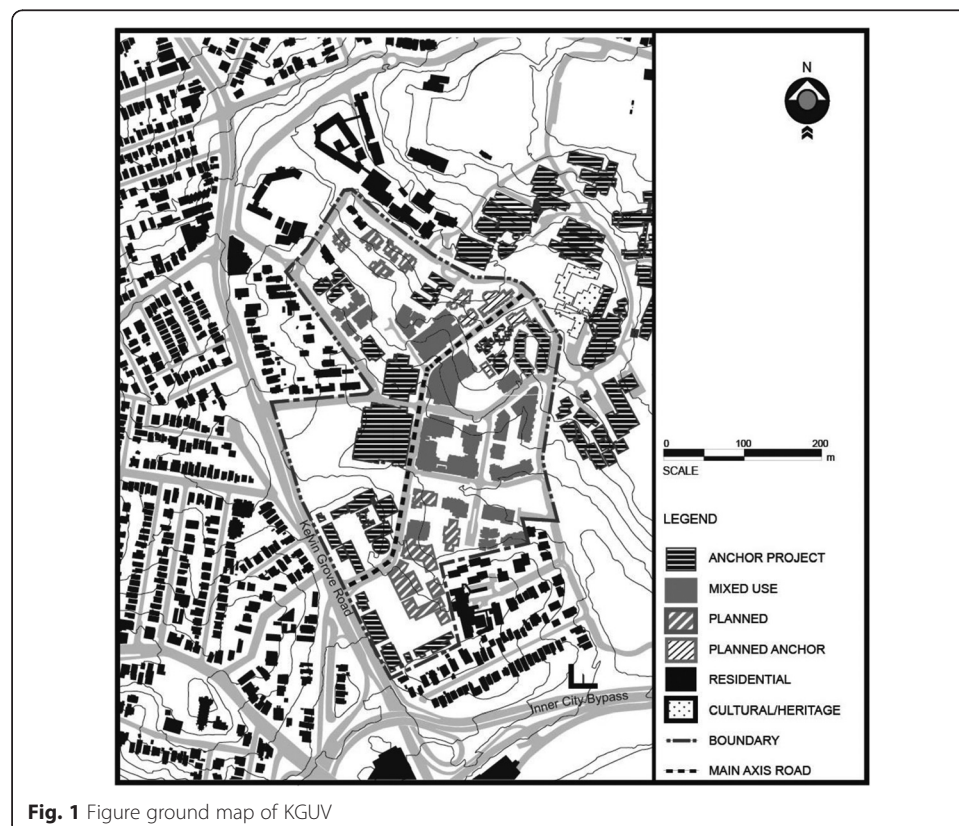 N
0 100 200
m
SCALE
LEGEND
ANCHOR PROJECT
MIXED USE
PLANNED
PLANNED ANCHOR
RESIDENTIAL
CULTURAL/HERITAGE
BOUNDARY
MAIN AXIS ROAD
Kelvin Grove Road
Inner City Bypass
Fig. 1 Figure ground map of KGUV